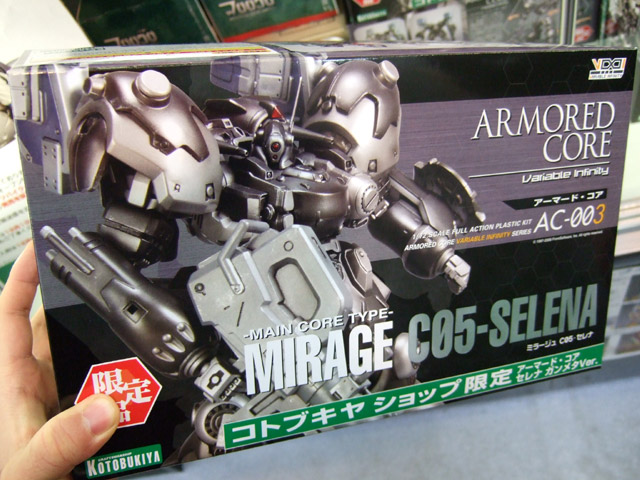 ARMORED
CORE
Variable Infinity
アーマード・コア
AC-003
1/72 SCALE FULL ACTION PLASTIC KIT
ARMORED CORE VARIABLE INFINITY SERIES
-MAIN CORE TYPE-
MIRAGE C05-SELENA
ミラージュ C05-セレナ
限定
品
コトブキヤ ショップ限定
アーマード・コア
セレナ ガンメタVer.
KOTOBUKIYA